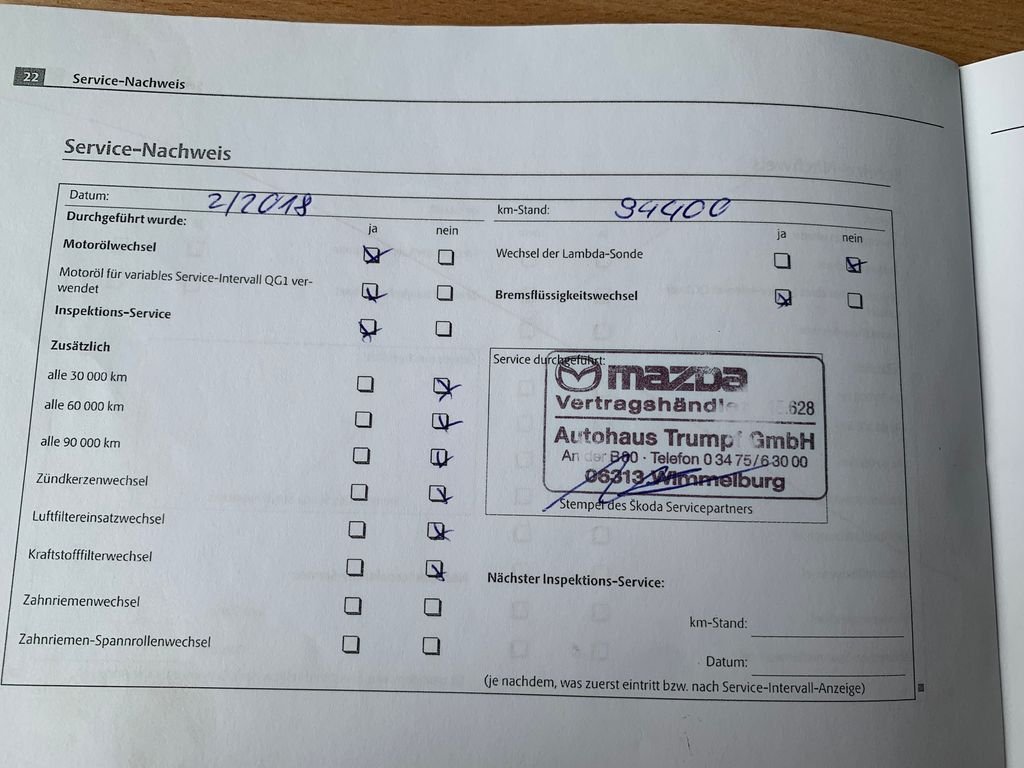 22 Service-Nachweis
Service-Nachweis
Datum: 2/2018
km-Stand: 94400
Durchgeführt wurde:
ja nein
ja nein
Motorölwechsel
Wechsel der Lambda-Sonde
Motoröl für variables Service-Intervall QG1 ver-
wendet
Bremsflüssigkeitswechsel
Inspektions-Service
Zusätzlich
alle 30 000 km
alle 60 000 km
alle 90 000 km
Zündkerzenwechsel
Luftfiltereinsatzwechsel
Kraftstofffilterwechsel
Zahnriemenwechsel
Zahnriemen-Spannrollenwechsel
Service durchgeführt:
mazda
Vertragshändler
Autohaus Trumpf GmbH
An der B80 · Telefon 0 34 75/6 30 00
06313 Wimmelburg
Stempel des Škoda Servicepartners
Nächster Inspektions-Service:
km-Stand:
Datum:
(je nachdem, was zuerst eintritt bzw. nach Service-Intervall-Anzeige)